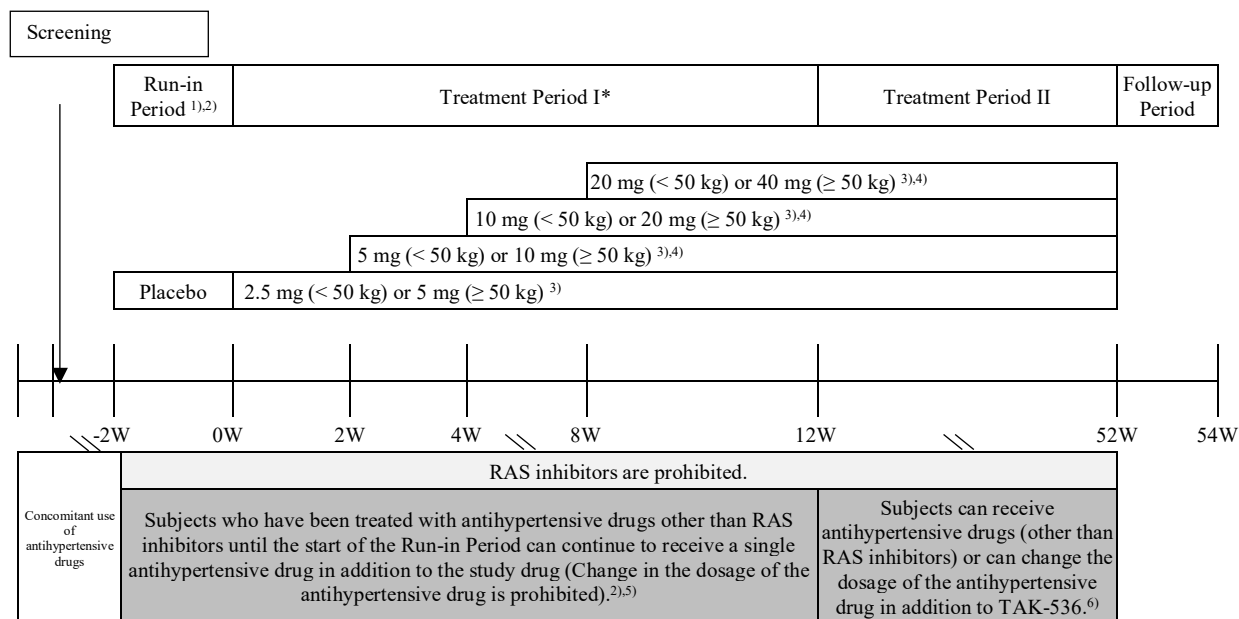 Screening
Run-in
Period 1),2)
Treatment Period I*
Treatment Period II
Follow-up
Period
20 mg (< 50 kg) or 40 mg (≥ 50 kg) 3),4)
10 mg (< 50 kg) or 20 mg (≥ 50 kg) 3),4)
5 mg (< 50 kg) or 10 mg (≥ 50 kg) 3),4)
Placebo
2.5 mg (< 50 kg) or 5 mg (≥ 50 kg) 3)
-2W 0W 2W 4W 8W 12W 52W 54W
RAS inhibitors are prohibited.
Concomitant use
of
antihypertensive
drugs
Subjects who have been treated with antihypertensive drugs other than RAS
inhibitors until the start of the Run-in Period can continue to receive a single
antihypertensive drug in addition to the study drug (Change in the dosage of the
antihypertensive drug is prohibited).2),5)
Subjects can receive
antihypertensive drugs (other than
RAS inhibitors) or can change the
dosage of the antihypertensive
drug in addition to TAK-536.6)